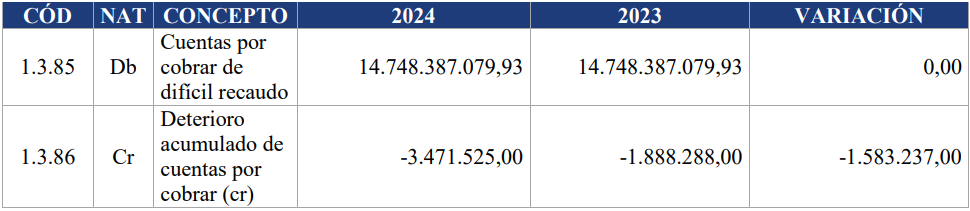 CÓD NAT CONCEPTO 2024 2023 VARIACIÓN
Cuentas por
1.3.85 Db cobrar de 14.748.387.079,93 14.748.387.079,93 0,00
difícil recaudo
Deterioro
acumulado de
1.3.86 Cr cuentas por -3.471.525,00 -1.888.288,00 -1.583.237,00
cobrar (cr)